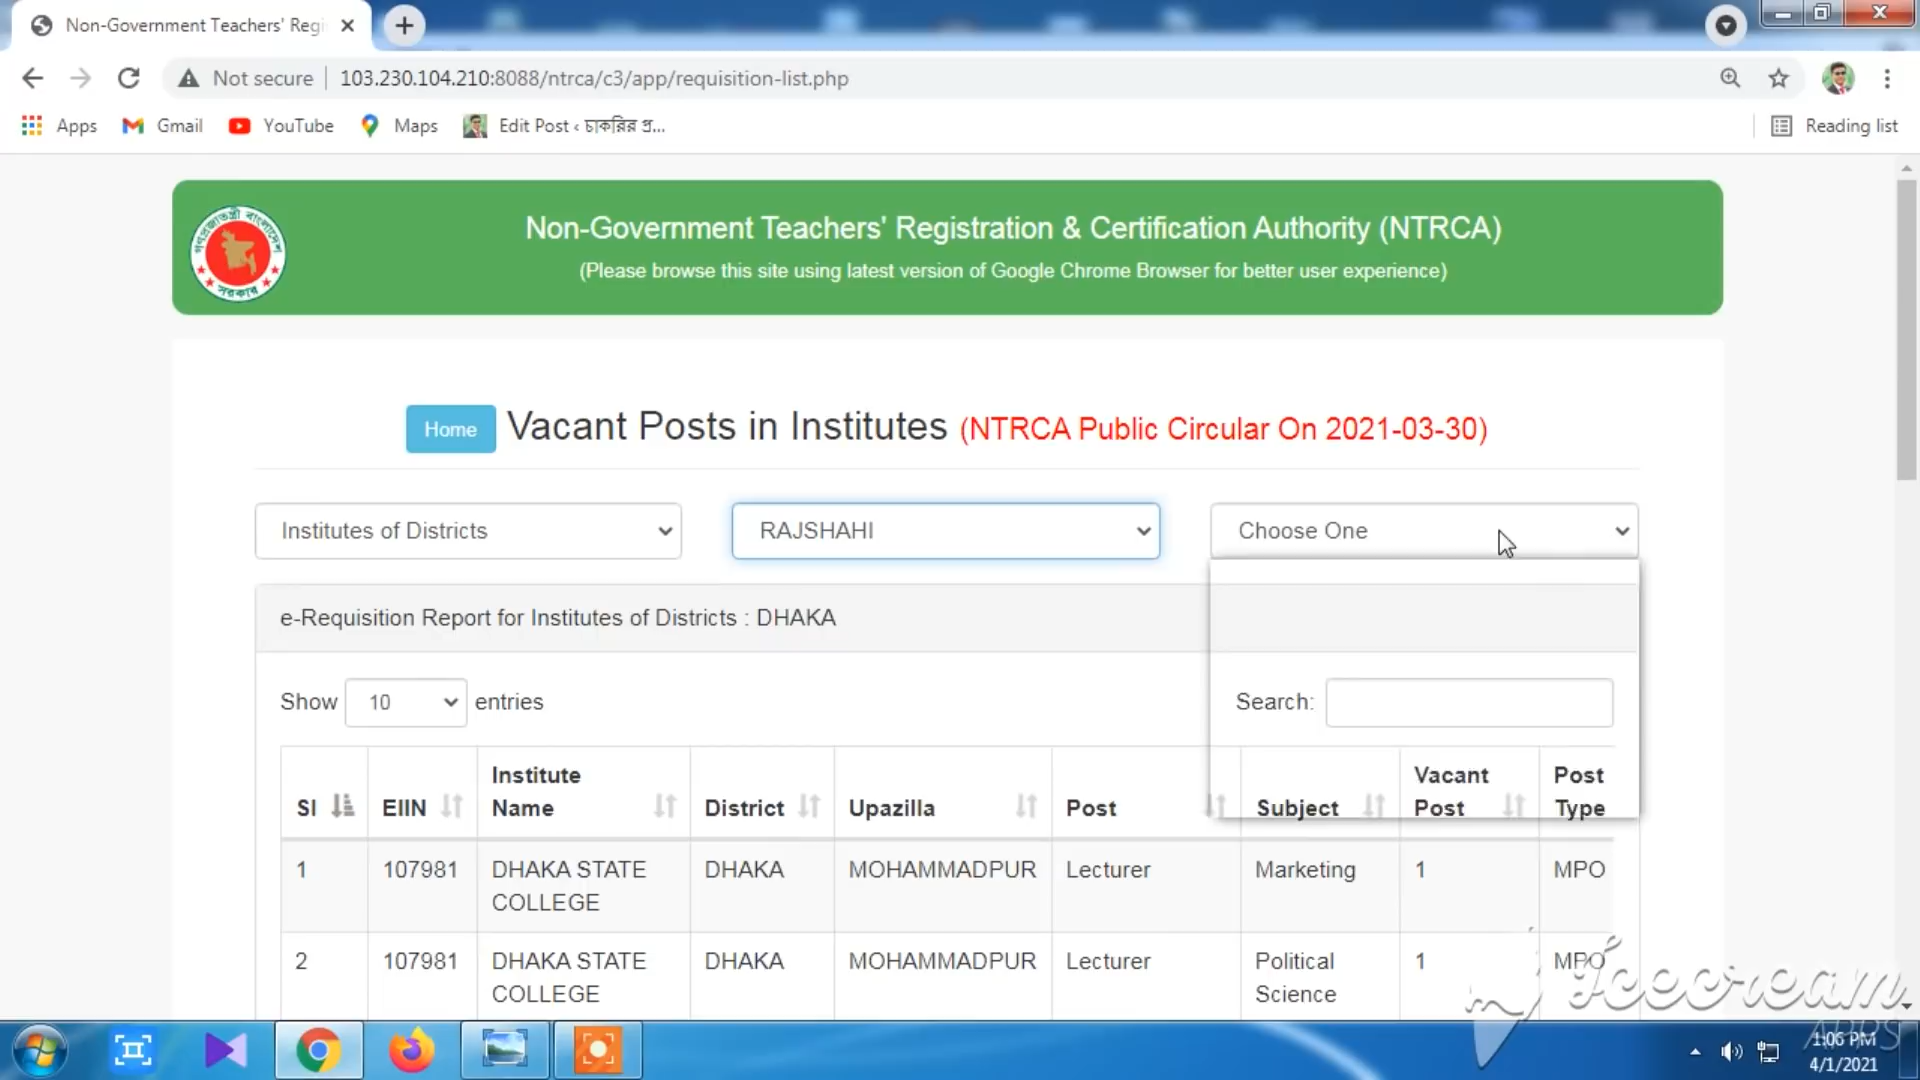 Non-Government Teachers' Regi
Not secure
103.230.104.210:8088/ntrca/c3/app/requisition-list.php
Apps
Gmail
YouTube
Maps
Edit Post ‹ চাকরির প্র...
Reading list
গণপ্রজাতন্ত্রী বাংলাদেশ
সরকার
Non-Government Teachers' Registration & Certification Authority (NTRCA)
(Please browse this site using latest version of Google Chrome Browser for better user experience)
Home
Vacant Posts in Institutes (NTRCA Public Circular On 2021-03-30)
Institutes of Districts
RAJSHAHI
Choose One
e-Requisition Report for Institutes of Districts : DHAKA
Show 10 entries
Search:
Sl EIIN Institute Name District Upazilla Post Subject Vacant Post Post Type
1 107981 DHAKA STATE COLLEGE DHAKA MOHAMMADPUR Lecturer Marketing 1 MPO
2 107981 DHAKA STATE COLLEGE DHAKA MOHAMMADPUR Lecturer Political Science 1 MPO
icecream
APPS
1:06 PM
4/1/2021